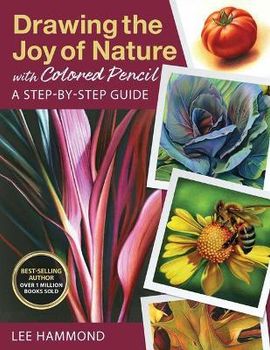 Drawing the
Joy of Nature
with Colored Pencil
A STEP-BY-STEP GUIDE
BEST-SELLING
AUTHOR
OVER 1 MILLION
BOOKS SOLD
LEE HAMMOND